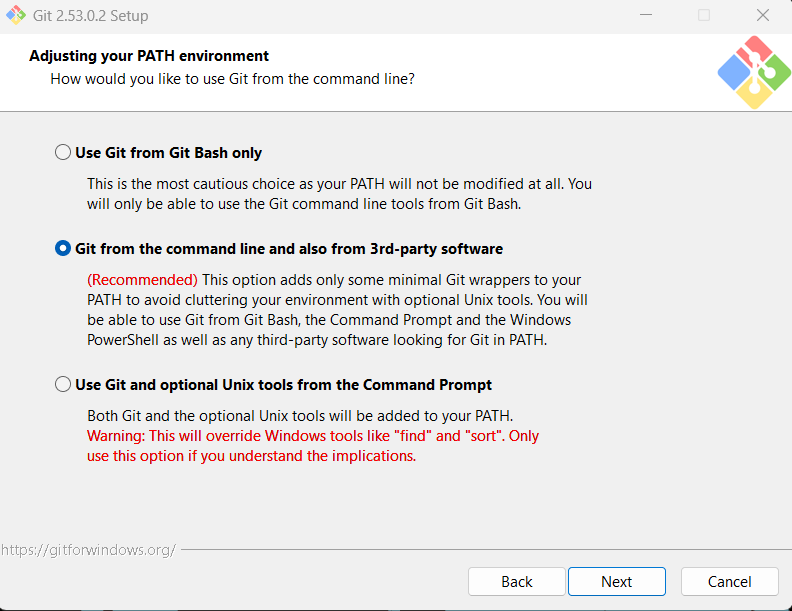 Git 2.53.0.2 Setup
Adjusting your PATH environment
How would you like to use Git from the command line?
Use Git from Git Bash only
This is the most cautious choice as your PATH will not be modified at all. You
will only be able to use the Git command line tools from Git Bash.
Git from the command line and also from 3rd-party software
(Recommended) This option adds only some minimal Git wrappers to your
PATH to avoid cluttering your environment with optional Unix tools. You will
be able to use Git from Git Bash, the Command Prompt and the Windows
PowerShell as well as any third-party software looking for Git in PATH.
Use Git and optional Unix tools from the Command Prompt
Both Git and the optional Unix tools will be added to your PATH.
Warning: This will override Windows tools like "find" and "sort". Only
use this option if you understand the implications.
https://gitforwindows.org/
Back
Next
Cancel